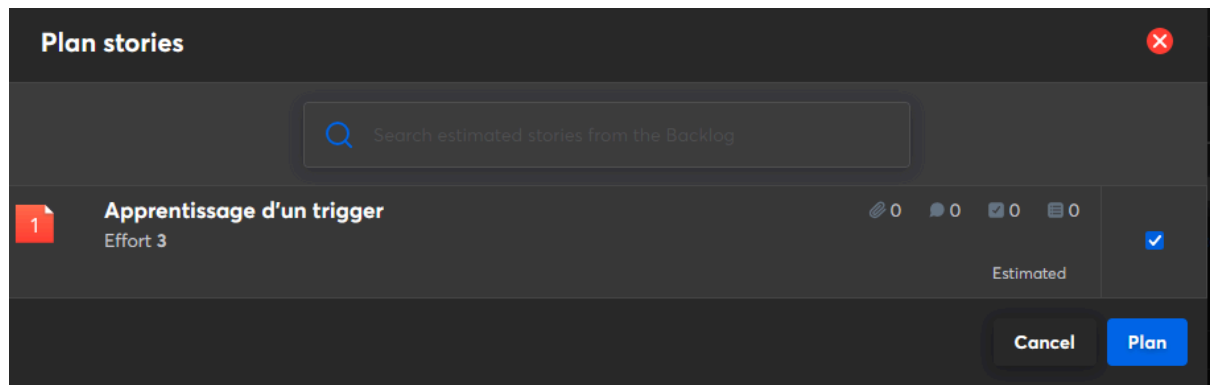 Plan stories
Search estimated stories from the Backlog
1
Apprentissage d'un trigger
0 0 0 0
Effort 3
Estimated
Cancel Plan